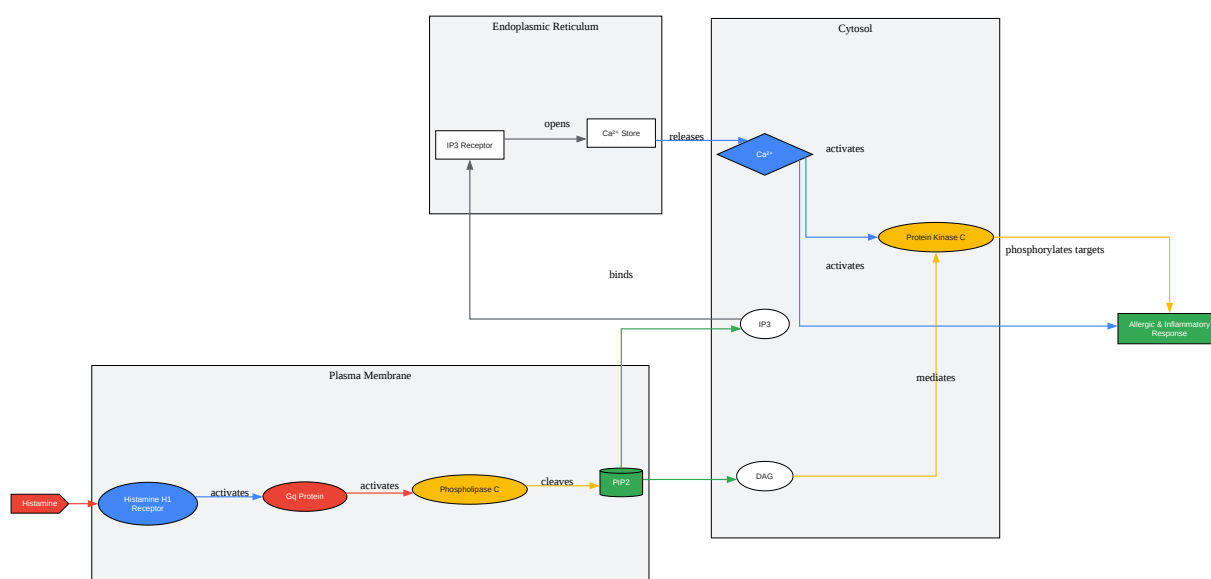 Endoplasmic Reticulum
Cytosol
opens
IP3 Receptor
Ca²⁺ Store
releases
Ca²⁺
activates
Protein Kinase C
phosphorylates targets
activates
binds
IP3
Allergic & Inflammatory
Response
Plasma Membrane
mediates
DAG
Histamine
Histamine H1
Receptor
activates
Gq Protein
activates
Phospholipase C
cleaves
PIP2